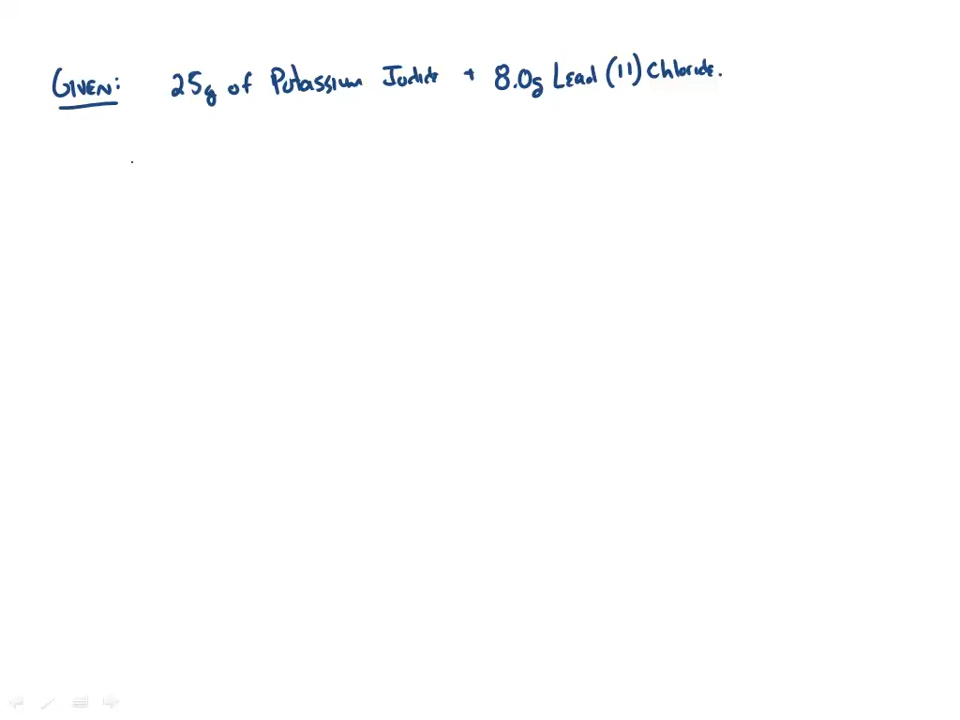 GIVEN: 25g of Potassium Iodide + 8.0g Lead (II) Chloride.